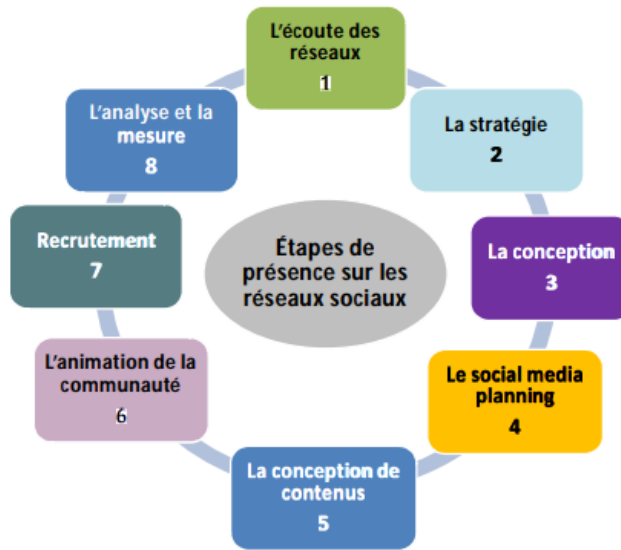 L'écoute des
réseaux
1
La stratégie
2
La conception
3
Le social media
planning
4
La conception de
contenus
5
L'animation de la
communauté
6
Recrutement
7
L'analyse et la
mesure
8
Étapes de
présence sur les
réseaux sociaux